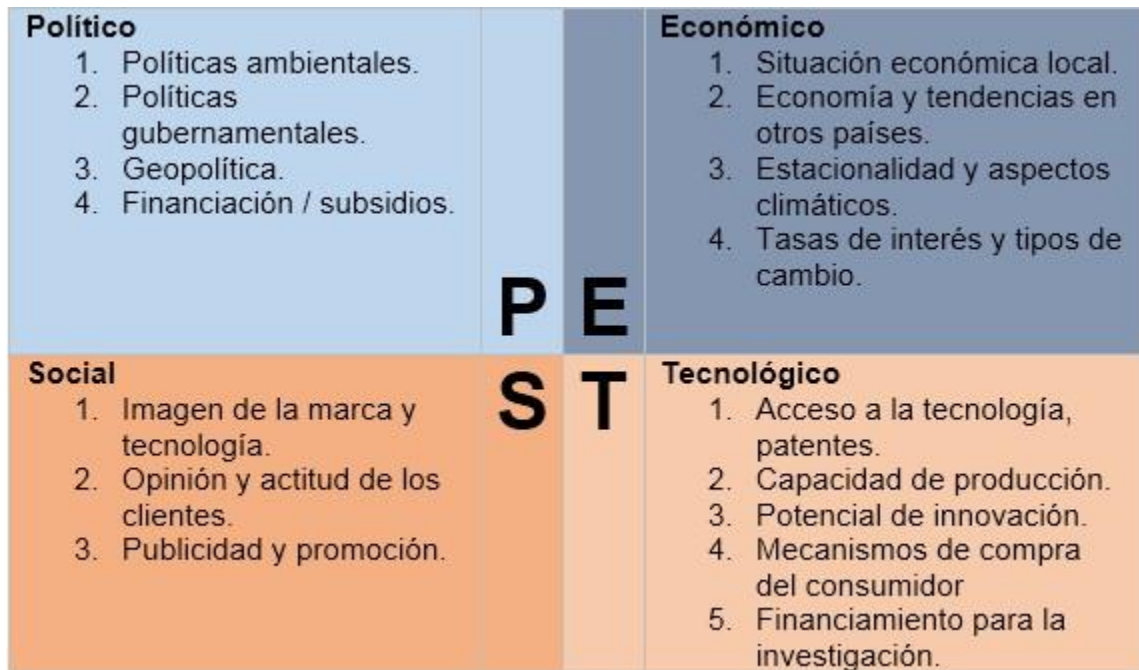 Político
1. Políticas ambientales.
2. Políticas
gubernamentales.
3. Geopolítica.
4. Financiación / subsidios.
P
E
Económico
1. Situación económica local.
2. Economía y tendencias en
otros países.
3. Estacionalidad y aspectos
climáticos.
4. Tasas de interés y tipos de
cambio.
Social
1. Imagen de la marca y
tecnología.
2. Opinión y actitud de los
clientes.
3. Publicidad y promoción.
S
T
Tecnológico
1. Acceso a la tecnología,
patentes.
2. Capacidad de producción.
3. Potencial de innovación.
4. Mecanismos de compra
del consumidor
5. Financiamiento para la
investigación.